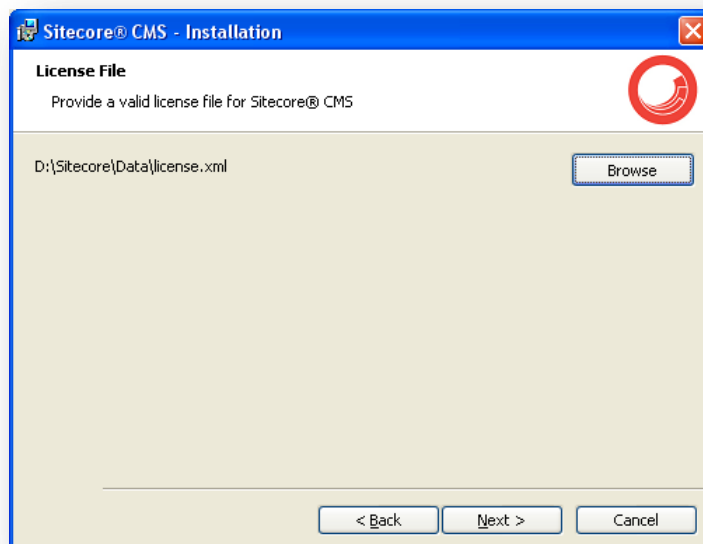 Sitecore® CMS - Installation
License File
Provide a valid license file for Sitecore® CMS
D:\Sitecore\Data\license.xml
Browse
< Back
Next >
Cancel